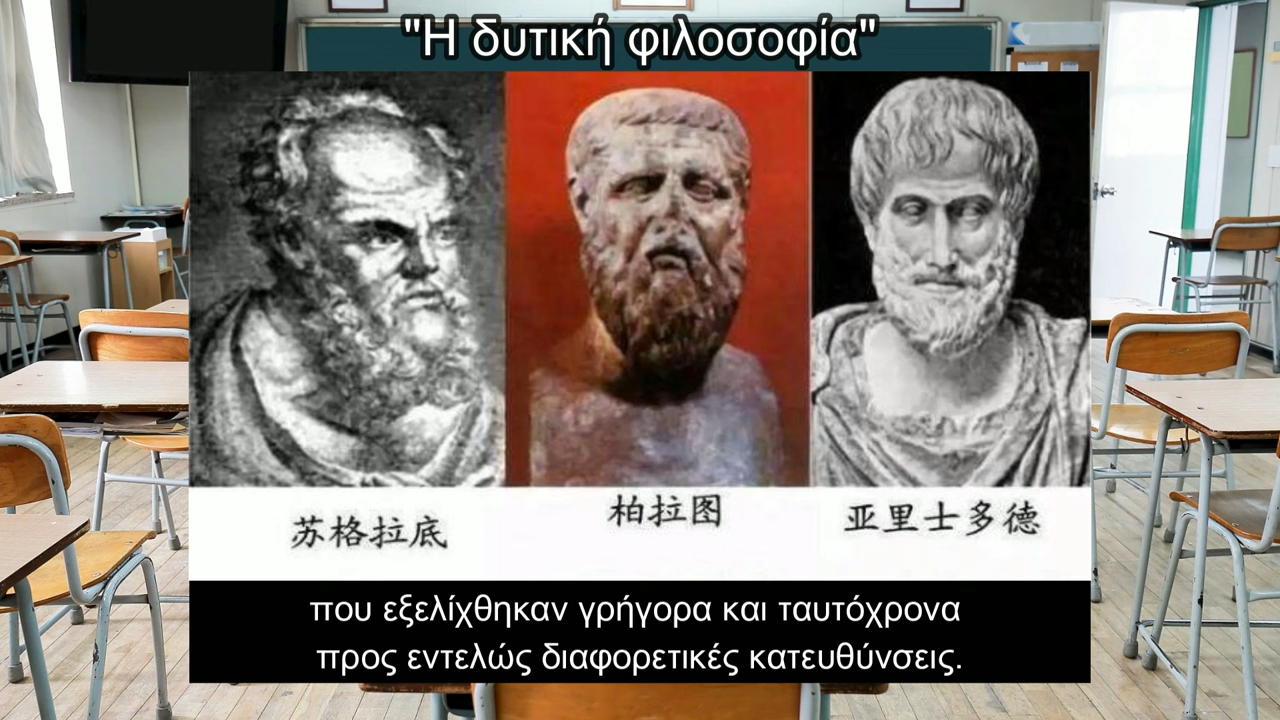 "Η δυτική φιλοσοφία"
苏格拉底
柏拉图
亚里士多德
που εξελίχθηκαν γρήγορα και ταυτόχρονα
προς εντελώς διαφορετικές κατευθύνσεις.